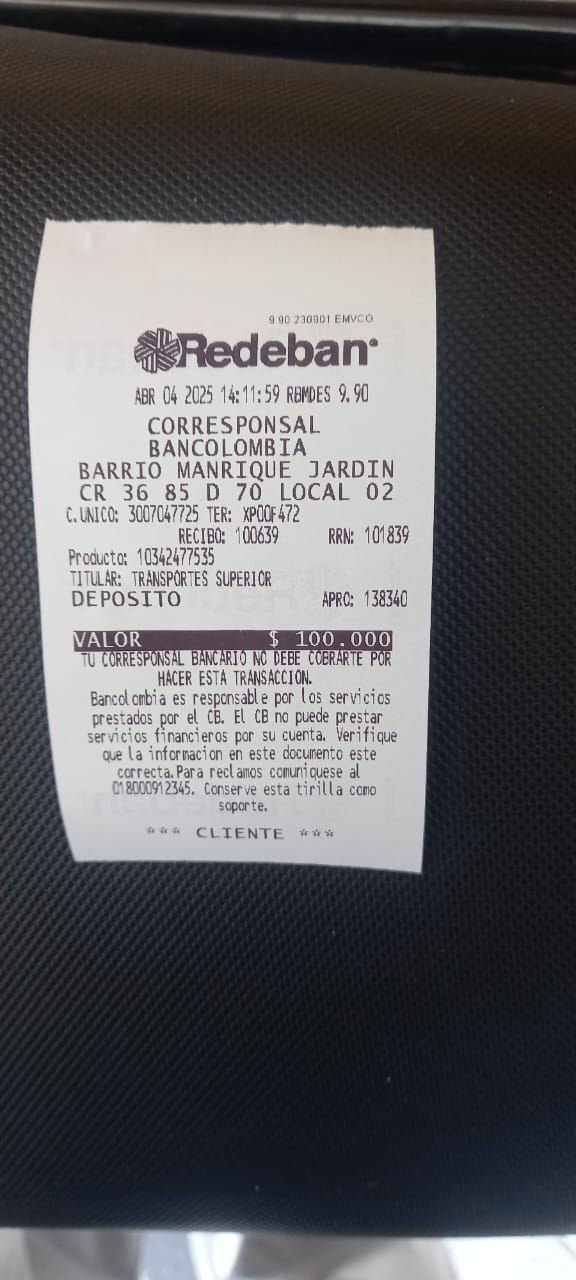 9 90 230901 EMVCO
Redeban
ABR 04 2025 14:11:59 RBMDES 9.90
CORRESPONSAL
BANCOLOMBIA
BARRIO MANRIQUE JARDIN
CR 36 85 D 70 LOCAL 02
C.UNICO: 3007047725 TER: XP00F472
RECIBO: 100639 RRN: 101839
Producto: 10342477535
TITULAR: TRANSPORTES SUPERIOR
DEPOSITO APRO: 138340
VALOR $ 100.000
TU CORRESPONSAL BANCARIO NO DEBE COBRARTE POR
HACER ESTA TRANSACCION.
Bancolombia es responsable por los servicios
prestados por el CB. El CB no puede prestar
servicios financieros por su cuenta. Verifique
que la informacion en este documento este
correcta.Para reclamos comuniquese al
018000912345. Conserve esta tirilla como
soporte.
*** CLIENTE ***